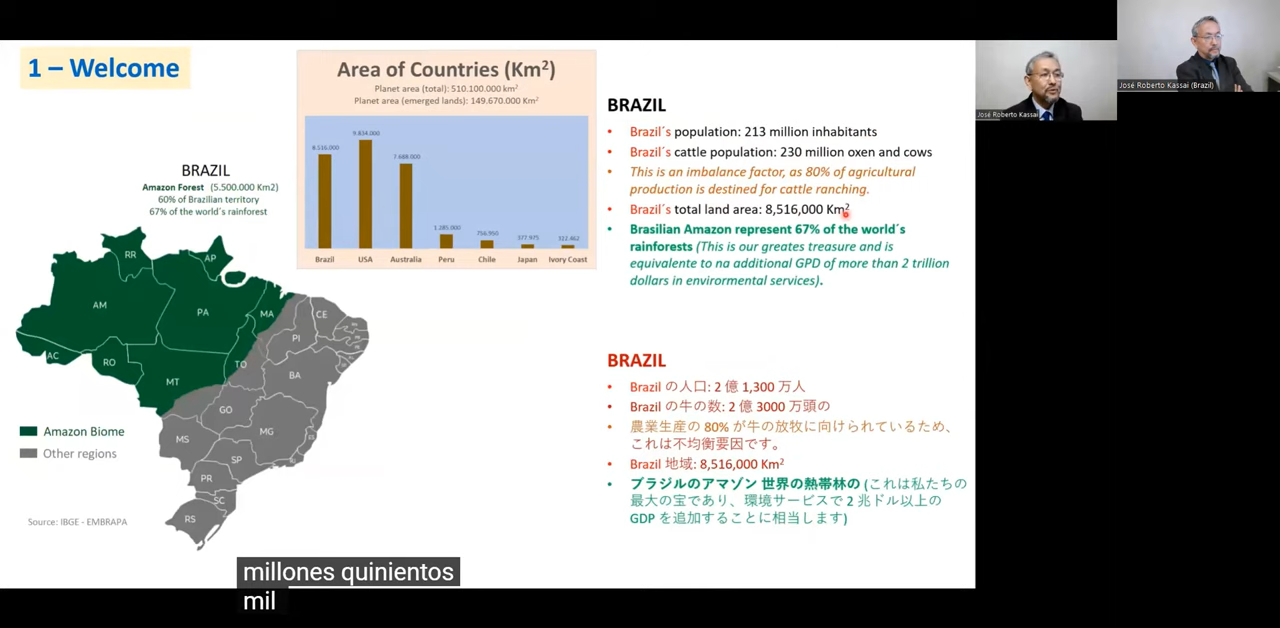 1 – Welcome
Area of Countries (Km²)
Planet area (total): 510.100.000 km²
Planet area (emerged lands): 149.670.000 Km²
8.516.000
9.834.000
7.688.000
1.285.000
756.950
377.975
322.462
Brazil
USA
Australia
Peru
Chile
Japan
Ivory Coast
BRAZIL
Amazon Forest (5.500.000 Km2)
60% of Brazilian territory
67% of the world´s rainforest
RR
AP
AM
PA
MA
CE
PI
AC
RO
TO
MT
BA
GO
MS
MG
SP
PR
SC
RS
Amazon Biome
Other regions
Source: IBGE - EMBRAPA
BRAZIL
• Brazil´s population: 213 million inhabitants
• Brazil´s cattle population: 230 million oxen and cows
• This is an imbalance factor, as 80% of agricultural
production is destined for cattle ranching.
• Brazil´s total land area: 8,516,000 Km²
• Brasilian Amazon represent 67% of the world´s
rainforests (This is our greates treasure and is
equivalente to na additional GPD of more than 2 trillion
dollars in envirormental services).
BRAZIL
• Brazil の人口: 2 億 1,300 万人
• Brazil の牛の数: 2 億 3000 万頭の
• 農業生産の 80% が牛の放牧に向けられているため、
これは不均衡要因です。
• Brazil 地域: 8,516,000 Km²
• ブラジルのアマゾン 世界の熱帯林の (これは私たちの
最大の宝であり、環境サービスで 2 兆ドル以上の
GDP を追加することに相当します)
José Roberto Kassai
José Roberto Kassai (Brazil)
millones quinientos
mil